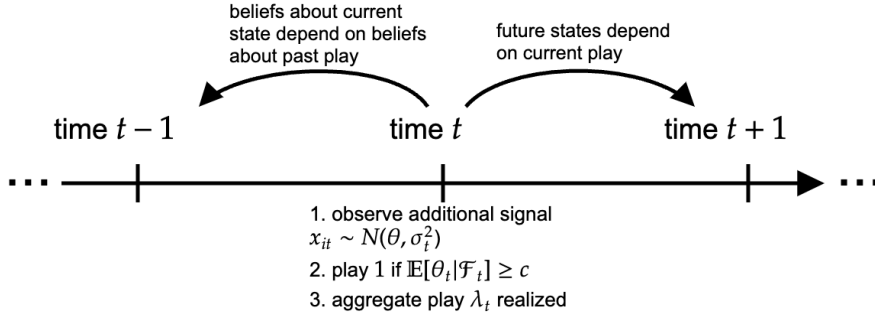 beliefs about current
state depend on beliefs
about past play
future states depend
on current play
time t − 1
time t
time t + 1
...
...
1. observe additional signal
x_{it} ∼ N(θ, σ_t^2)
2. play 1 if 𝔼[θ_t|ℱ_t] ≥ c
3. aggregate play λ_t realized